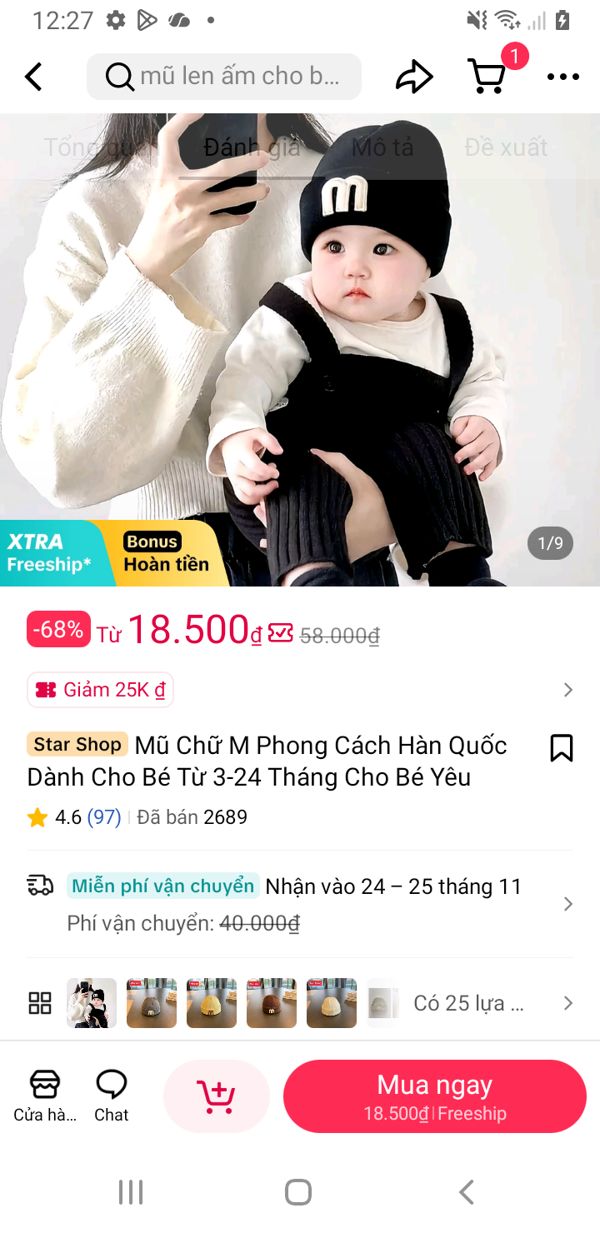 12:27
mũ len ấm cho b...
1
Tổng qua
Đánh giá
Mô tả
Đề xuất
m
XTRA
Freeship*
Bonus
Hoàn tiền
1/9
-68% Từ 18.500₫ 58.000₫
Giảm 25K ₫
Star Shop Mũ Chữ M Phong Cách Hàn Quốc
Dành Cho Bé Từ 3-24 Tháng Cho Bé Yêu
4.6 (97) Đã bán 2689
Miễn phí vận chuyển Nhận vào 24 – 25 tháng 11
Phí vận chuyển: 40.000₫
Có 25 lựa ...
Cửa hà...
Chat
Mua ngay
18.500₫ | Freeship